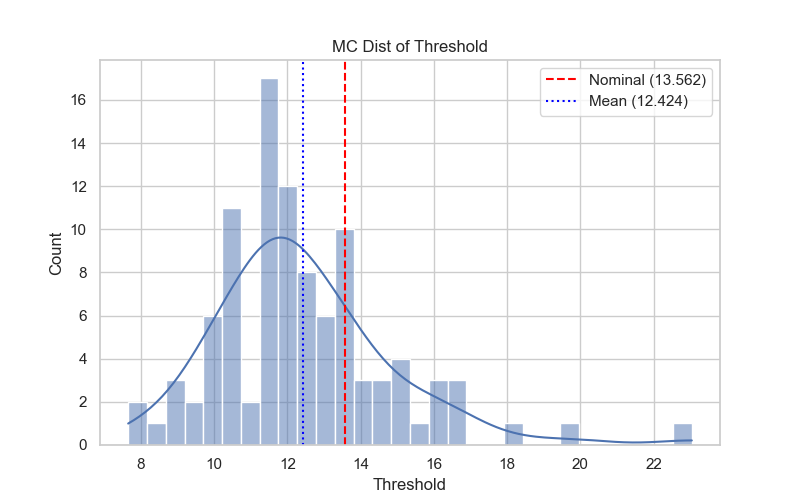 MC Dist of Threshold
Nominal (13.562)
Mean (12.424)
Count
16
14
12
10
8
6
4
2
0
8 10 12 14 16 18 20 22
Threshold